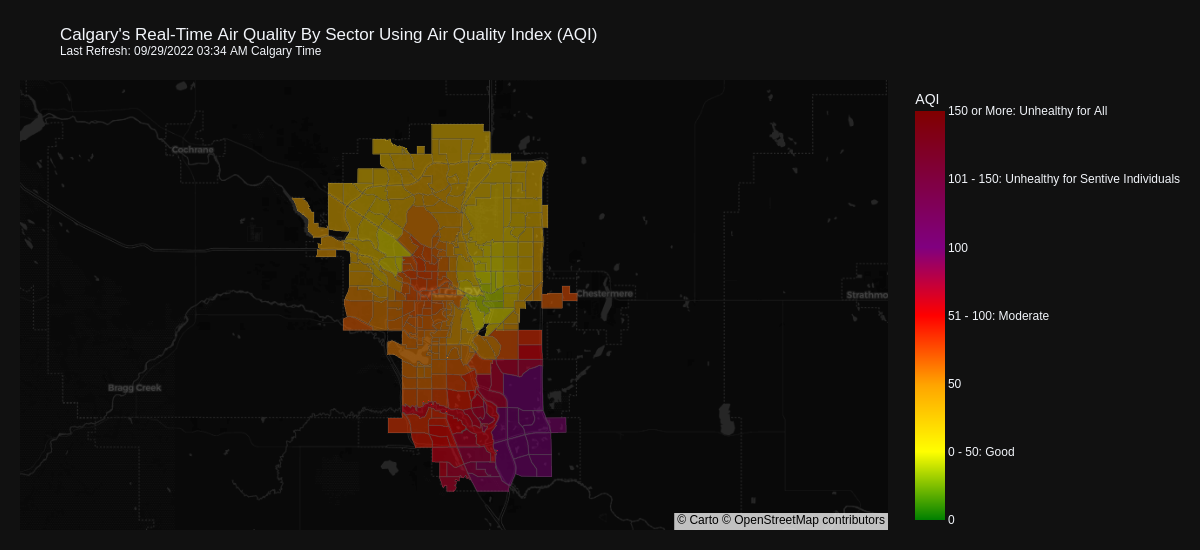 Calgary's Real-Time Air Quality By Sector Using Air Quality Index (AQI)
Last Refresh: 09/29/2022 03:34 AM Calgary Time
AQI
150 or More: Unhealthy for All
Cochrane
101 - 150: Unhealthy for Sentive Individuals
100
CALGARY
Chestermere
Strathmo
51 - 100: Moderate
Bragg Creek
50
0 - 50: Good
© Carto © OpenStreetMap contributors
0